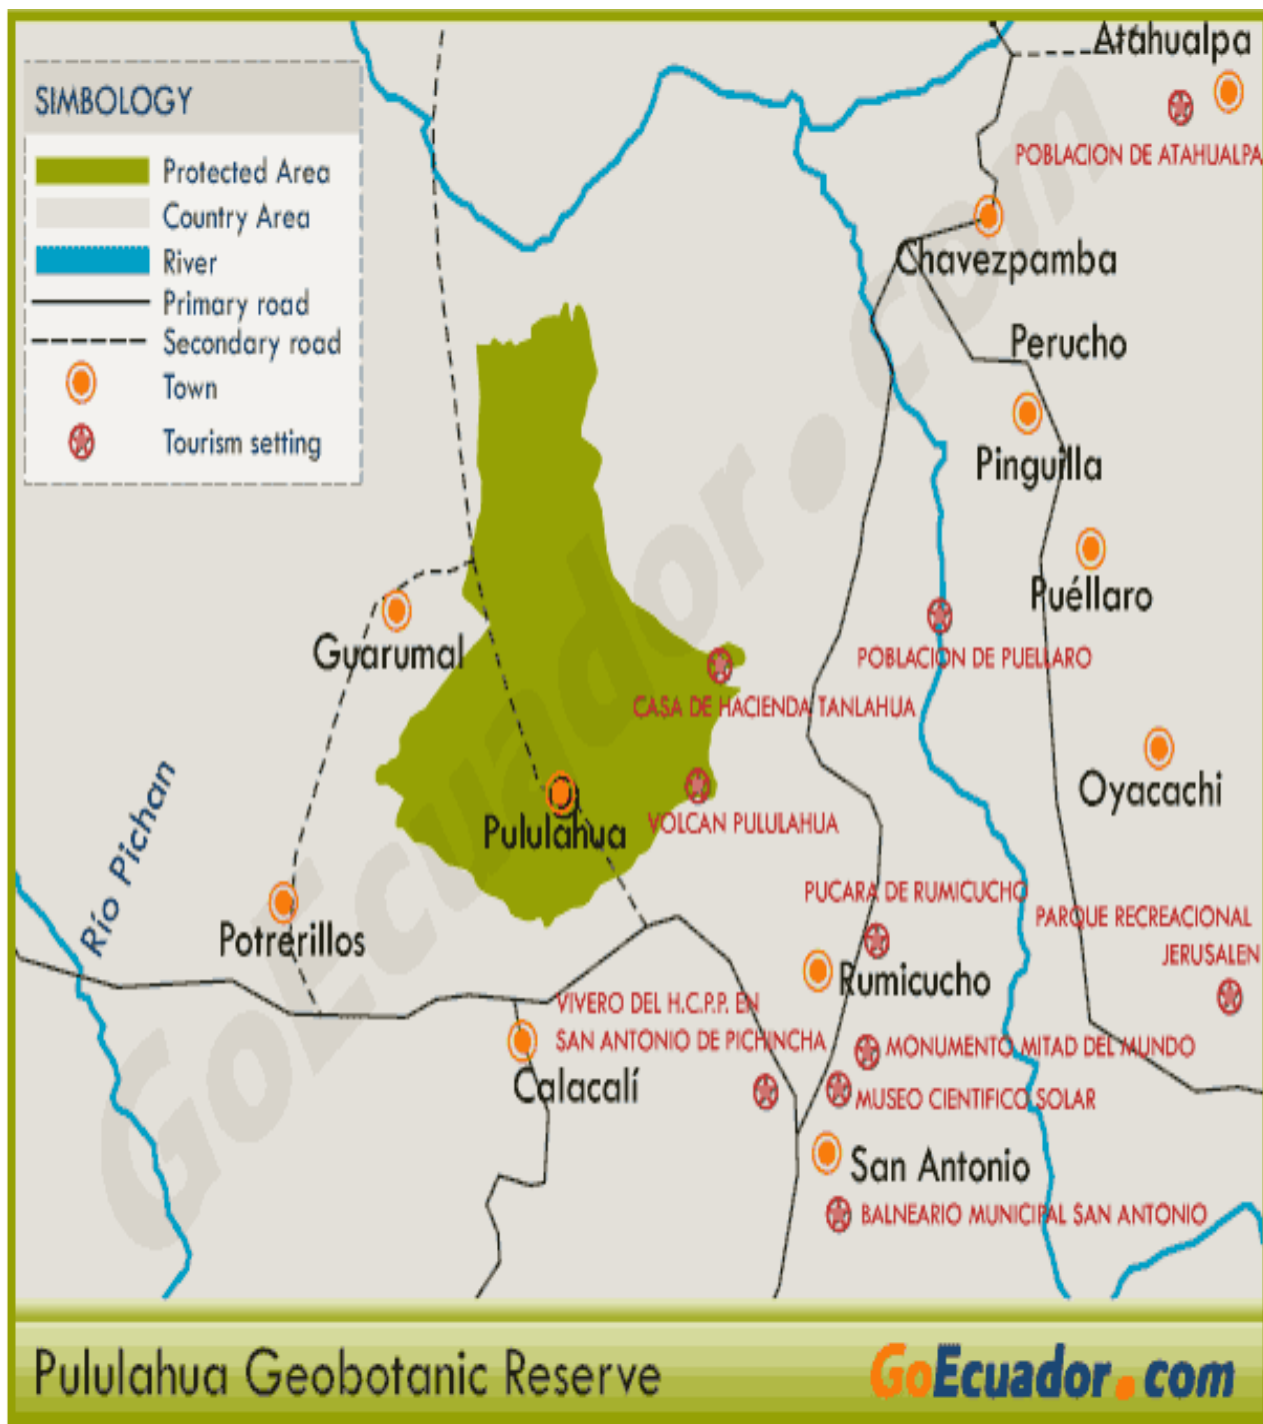 Atahualpa
SIMBOLOGY
POBLACION DE ATAHUALPA
Protected Area
Country Area
River
Primary road
Secondary road
Town
Tourism setting
Chavezpamba
Perucho
Pinguilla
Puéllaro
Guarumal
POBLACION DE PUELLARO
CASA DE HACIENDA TANLAHUA
Oyacachi
Pululahua
VOLCAN PULULAHUA
Río Pichan
PUCARA DE RUMICUCHO
PARQUE RECREACIONAL
JERUSALEN
Potrerillos
Rumicucho
VIVERO DEL H.C.P.P. EN
SAN ANTONIO DE PICHINCHA
MONUMENTO MITAD DEL MUNDO
Calacalí
MUSEO CIENTIFICO SOLAR
San Antonio
BALNEARIO MUNICIPAL SAN ANTONIO
GoEcuador.com
Pululahua Geobotanic Reserve
GoEcuador.com